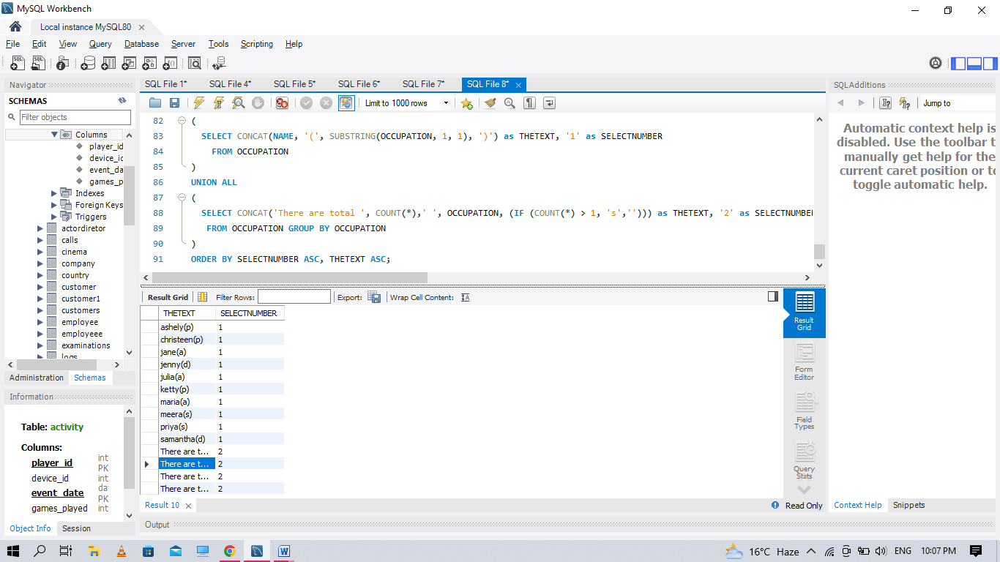 MySQL Workbench
Local instance MySQL80
File Edit View Query Database Server Tools Scripting Help
Navigator
SCHEMAS
Filter objects
Columns
player_id
device_ic
event_da
games_p
Indexes
Foreign Keys
Triggers
actordiretor
calls
cinema
company
country
customer
customer1
customers
employee
employeee
examinations
logs
Administration Schemas
Information
Table: activity
Columns:
player_id int PK
device_id int
event_date da PK
games_played int
Object Info Session
SQL File 1* SQL File 4* SQL File 5* SQL File 6* SQL File 7* SQL File 8*
Limit to 1000 rows
82 (
83 SELECT CONCAT(NAME, '(', SUBSTRING(OCCUPATION, 1, 1), ')') as THETEXT, '1' as SELECTNUMBER
84 FROM OCCUPATION
85 )
86 UNION ALL
87 (
88 SELECT CONCAT('There are total ', COUNT(*),' ', OCCUPATION, (IF (COUNT(*) > 1, 's',''))) as THETEXT, '2' as SELECTNUMBER
89 FROM OCCUPATION GROUP BY OCCUPATION
90 )
91 ORDER BY SELECTNUMBER ASC, THETEXT ASC;
Result Grid Filter Rows: Export: Wrap Cell Content:
THETEXT SELECTNUMBER
ashely(p) 1
christeen(p) 1
jane(a) 1
jenny(d) 1
julia(a) 1
ketty(p) 1
maria(a) 1
meera(s) 1
priya(s) 1
samantha(d) 1
There are t... 2
There are t... 2
There are t... 2
There are t... 2
Result Grid
Form Editor
Field Types
Query Stats
Result 10
Read Only
Output
SQLAdditions
Jump to
Automatic context help is
disabled. Use the toolbar t
manually get help for the
current caret position or to
toggle automatic help.
Context Help Snippets
16°C Haze ENG 10:07 PM